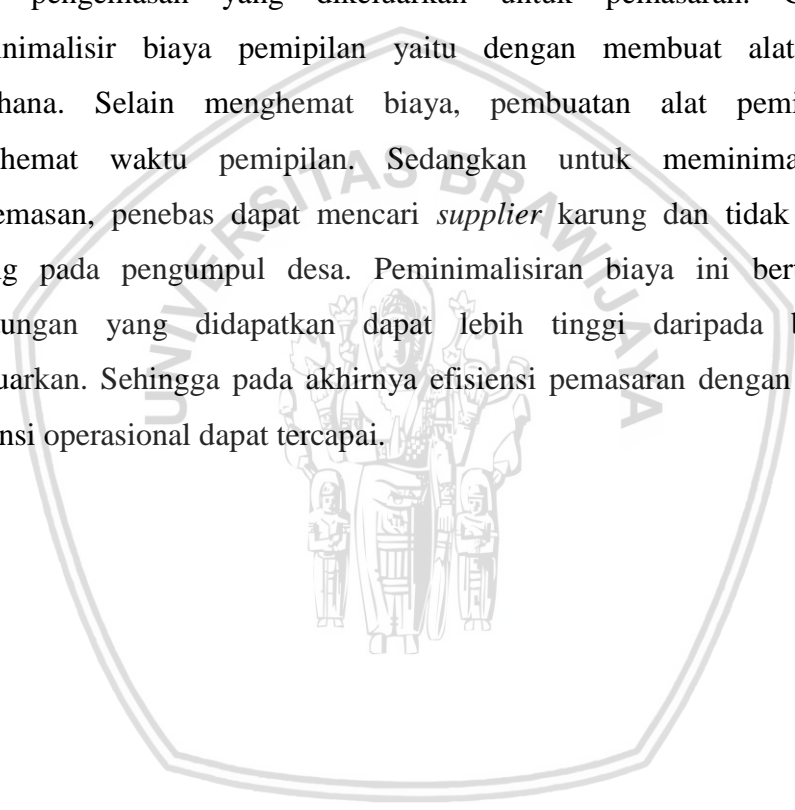 pengemasan yang dikeluarkan untuk pemasaran.
nimalisir biaya pemipilan yaitu dengan membuat alat
hana. Selain menghemat biaya, pembuatan alat pemi
hemat waktu pemipilan. Sedangkan untuk meminima
emasan, penebas dapat mencari supplier karung dan tidak
g pada pengumpul desa. Peminimalisiran biaya ini ber
ungan yang didapatkan dapat lebih tinggi daripada b
uarkan. Sehingga pada akhirnya efisiensi pemasaran dengan
nsi operasional dapat tercapai.
UNIVERSITAS BRAWIJAYA